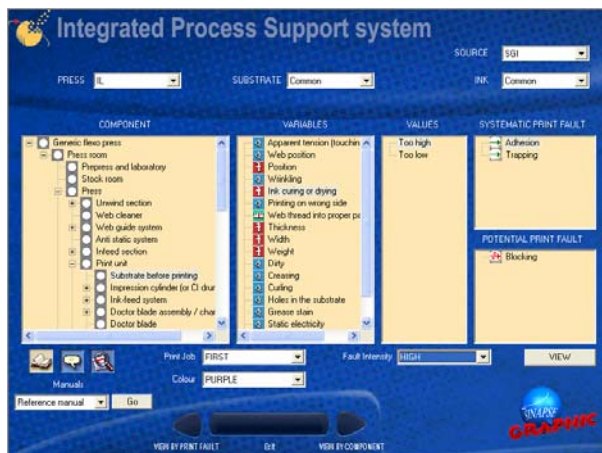 Integrated Process Support system
SOURCE SGI
PRESS IL SUBSTRATE Common INK Common
COMPONENT VARIABLES VALUES SYSTEMATIC PRINT FAULT
Generic flexo press
Press room
Prepress and laboratory
Stock room
Press
Unwind section
Web cleaner
Web guide system
Anti static system
Infeed section
Print unit
Substrate before printing
Impression cylinder (or CI drur
Ink-feed system
Doctor blade assembly / char
Doctor blade
Apparent tension (touchin
Web position
Position
Wrinkling
Ink curing or drying
Printing on wrong side
Web thread into proper pa
Thickness
Width
Weight
Dirty
Creasing
Curling
Holes in the substrate
Grease stain
Static electricity
Too high
Too low
Adhesion
Trapping
POTENTIAL PRINT FAULT
Blocking
Print Job FIRST Fault Intensity HIGH VIEW
Manuals Colour PURPLE
Reference manual Go
SINAPSE
GRAPHIC
VIEW BY PRINT FAULT Exit VIEW BY COMPONENT